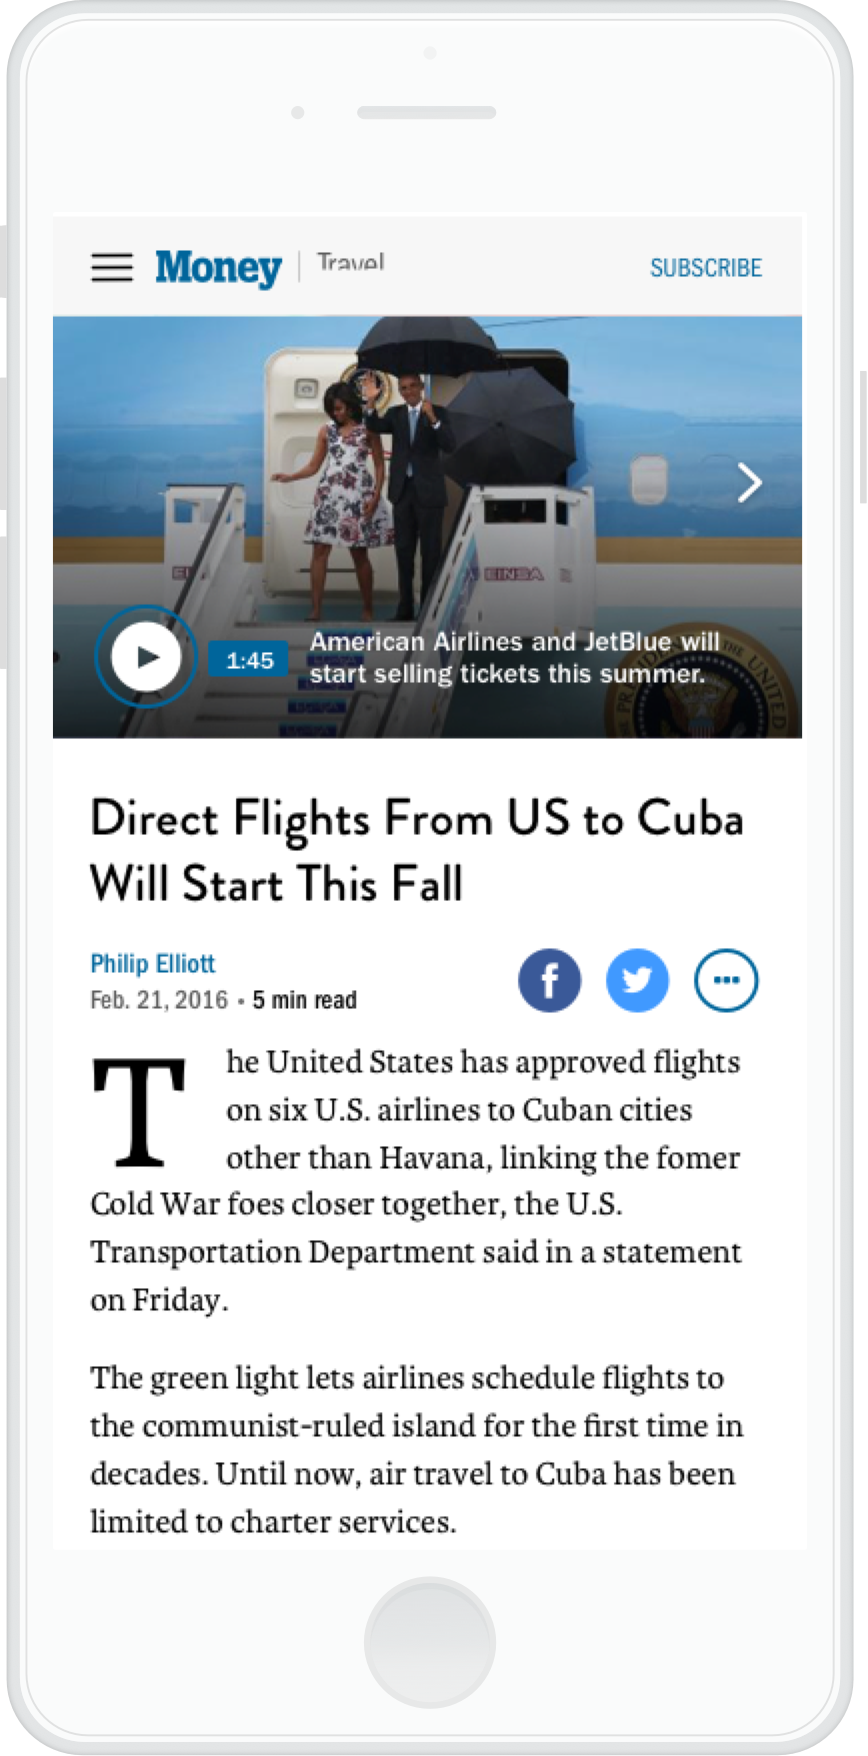 Money | Travel
SUBSCRIBE
EINSA
1:45
American Airlines and JetBlue will
start selling tickets this summer.
PRESIDENT
THE UNITED
Direct Flights From US to Cuba
Will Start This Fall
Philip Elliott
Feb. 21, 2016 • 5 min read
The United States has approved flights
on six U.S. airlines to Cuban cities
other than Havana, linking the fomer
Cold War foes closer together, the U.S.
Transportation Department said in a statement
on Friday.
The green light lets airlines schedule flights to
the communist-ruled island for the first time in
decades. Until now, air travel to Cuba has been
limited to charter services.